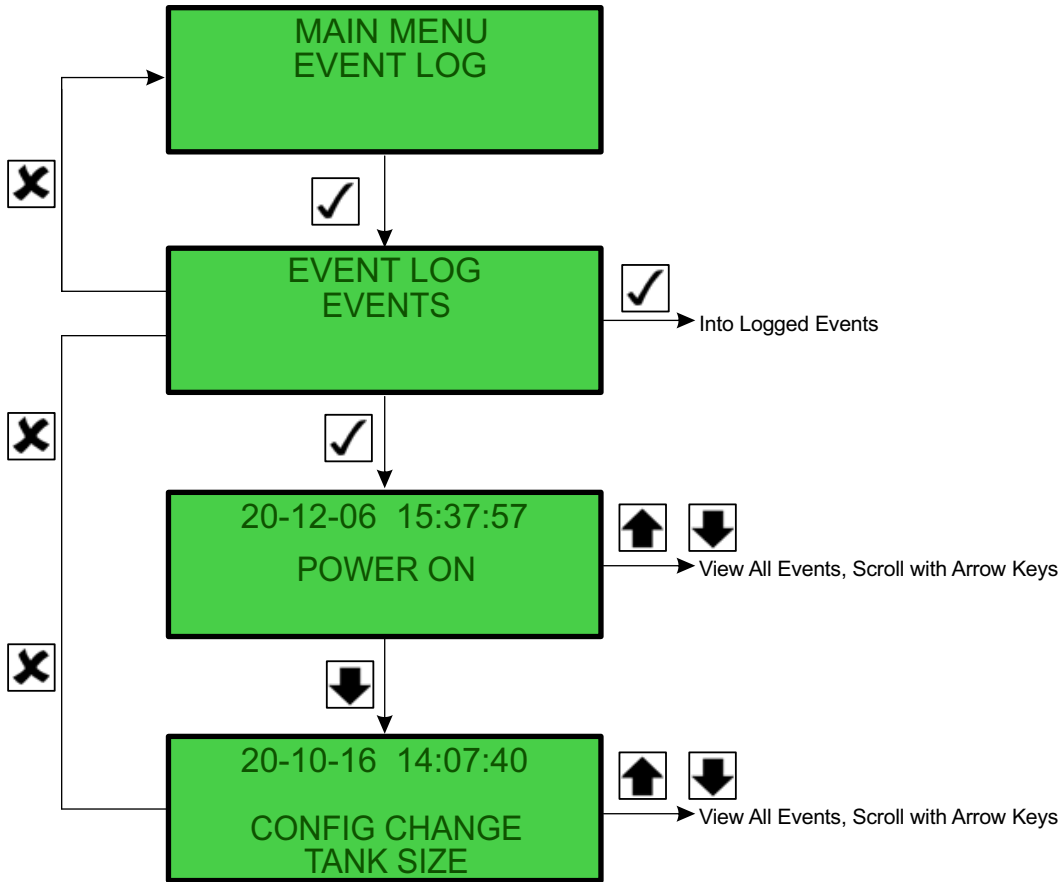 MAIN MENU
EVENT LOG
EVENT LOG
EVENTS
Into Logged Events
20-12-06 15:37:57
POWER ON
View All Events, Scroll with Arrow Keys
20-10-16 14:07:40
CONFIG CHANGE
TANK SIZE
View All Events, Scroll with Arrow Keys